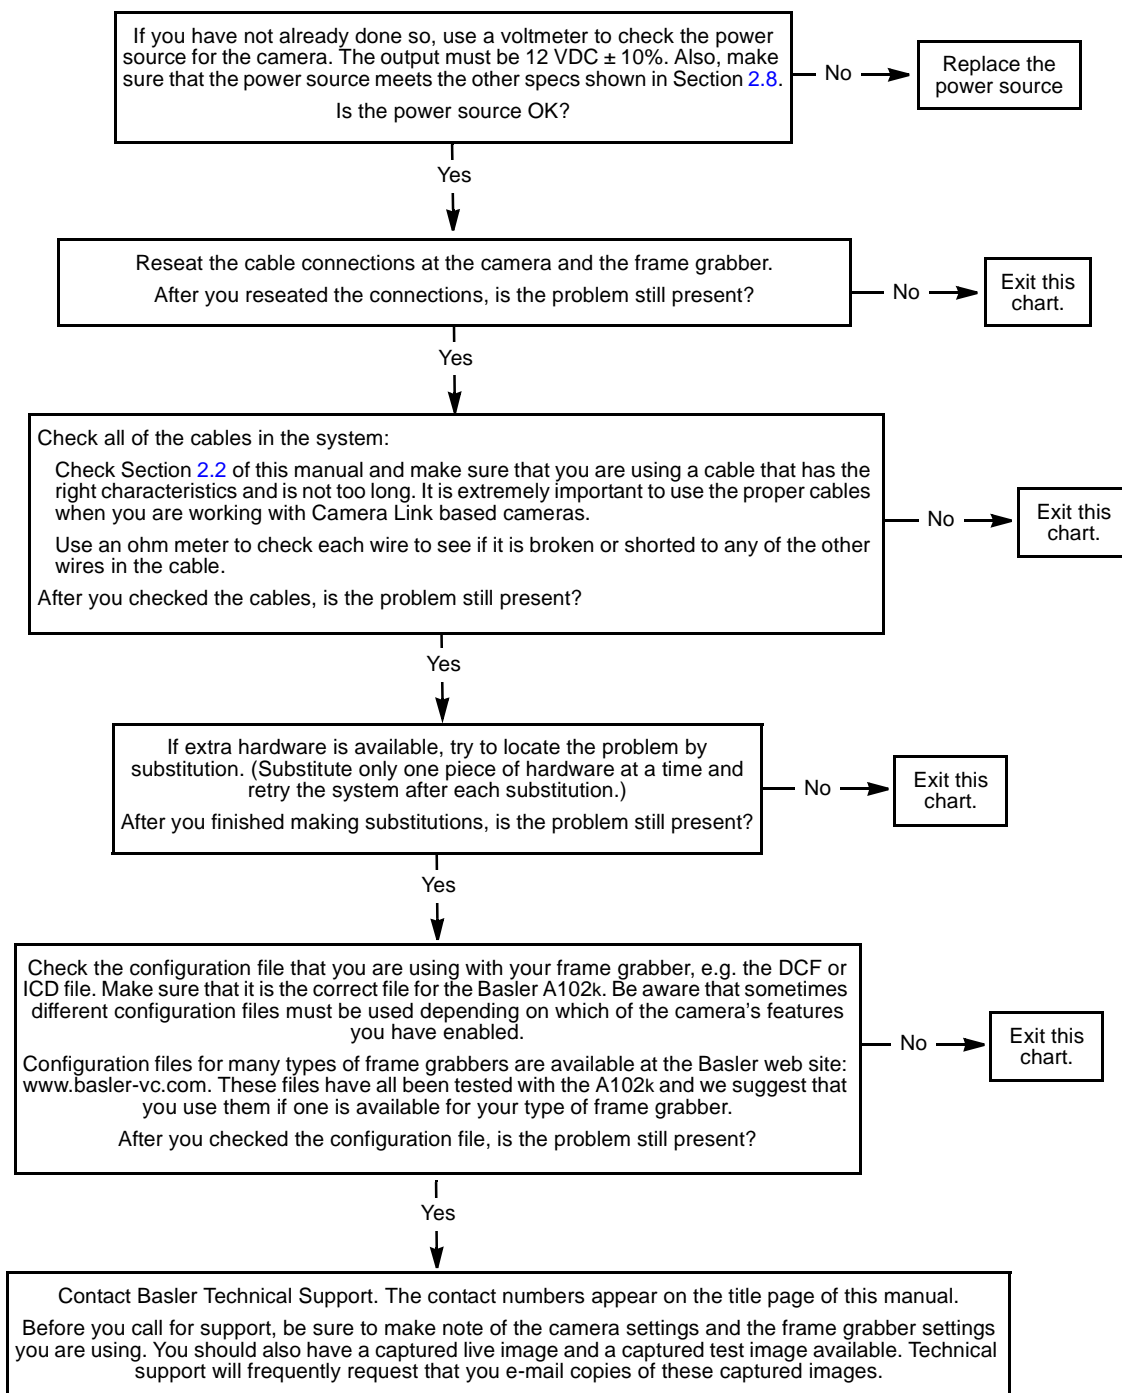 If you have not already done so, use a voltmeter to check the power
source for the camera. The output must be 12 VDC ± 10%. Also, make
sure that the power source meets the other specs shown in Section 2.8.
Is the power source OK?
No
Replace the
power source
Yes
Reseat the cable connections at the camera and the frame grabber.
After you reseated the connections, is the problem still present?
No
Exit this
chart.
Yes
Check all of the cables in the system:
Check Section 2.2 of this manual and make sure that you are using a cable that has the
right characteristics and is not too long. It is extremely important to use the proper cables
when you are working with Camera Link based cameras.
Use an ohm meter to check each wire to see if it is broken or shorted to any of the other
wires in the cable.
After you checked the cables, is the problem still present?
No
Exit this
chart.
Yes
If extra hardware is available, try to locate the problem by
substitution. (Substitute only one piece of hardware at a time and
retry the system after each substitution.)
After you finished making substitutions, is the problem still present?
No
Exit this
chart.
Yes
Check the configuration file that you are using with your frame grabber, e.g. the DCF or
ICD file. Make sure that it is the correct file for the Basler A102k. Be aware that sometimes
different configuration files must be used depending on which of the camera’s features
you have enabled.
Configuration files for many types of frame grabbers are available at the Basler web site:
www.basler-vc.com. These files have all been tested with the A102k and we suggest that
you use them if one is available for your type of frame grabber.
After you checked the configuration file, is the problem still present?
No
Exit this
chart.
Yes
Contact Basler Technical Support. The contact numbers appear on the title page of this manual.
Before you call for support, be sure to make note of the camera settings and the frame grabber settings
you are using. You should also have a captured live image and a captured test image available. Technical
support will frequently request that you e-mail copies of these captured images.